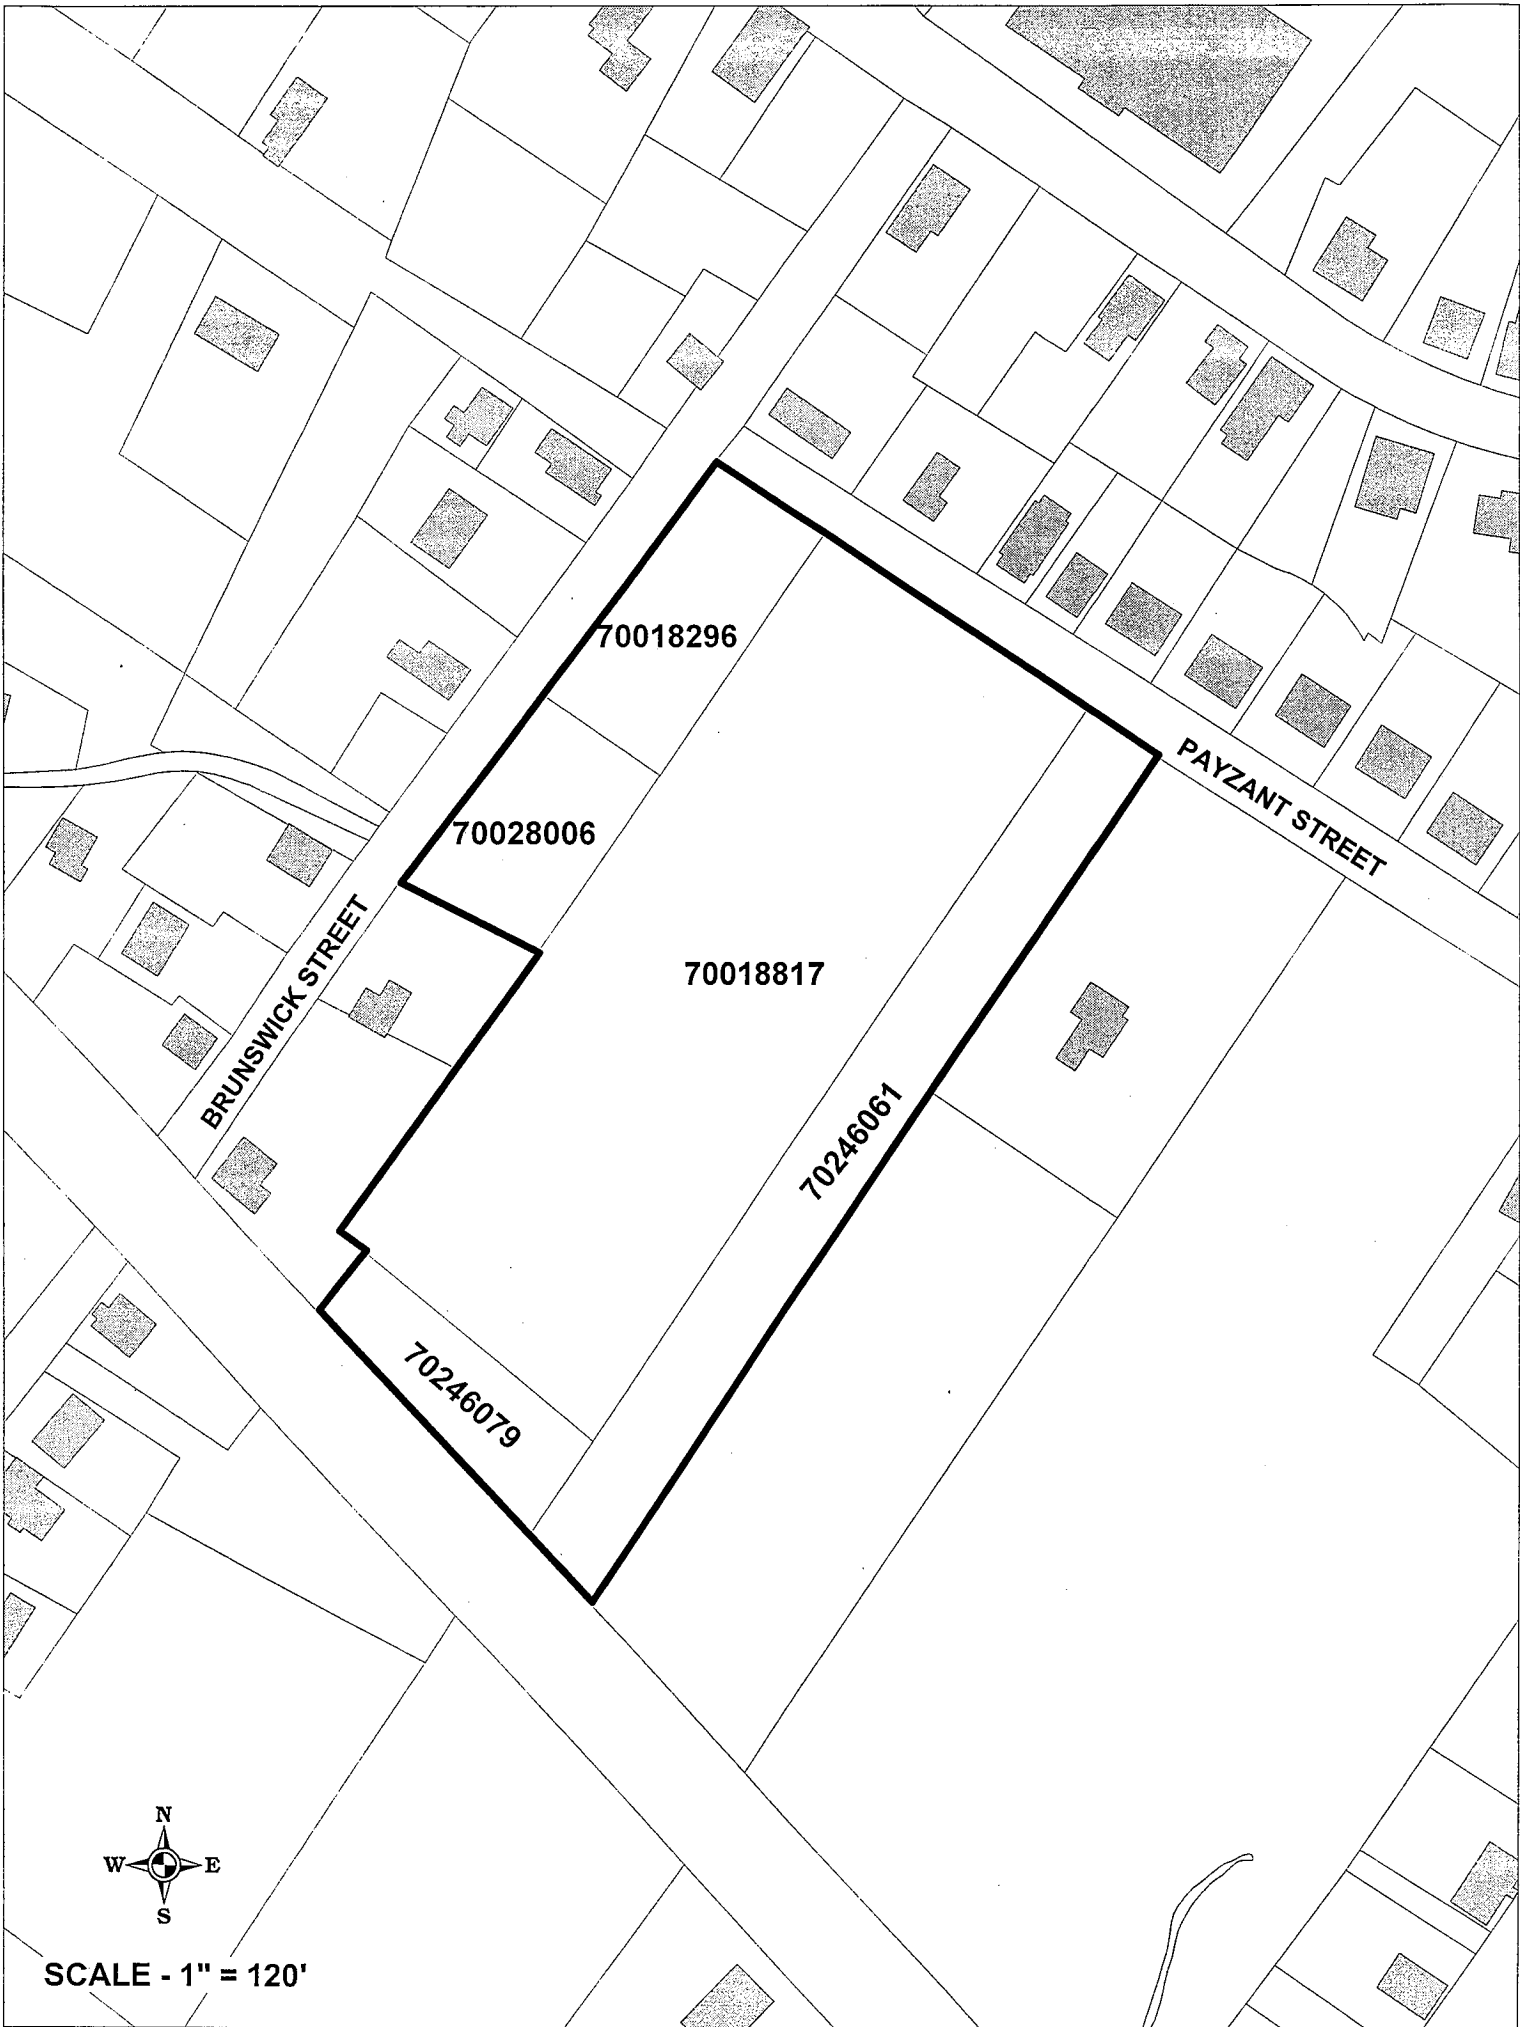 70018296
PAYZANT STREET
70028006
BRUNSWICK STREET
70018817
70246061
70246079
N
W E
S
SCALE - 1" = 120'